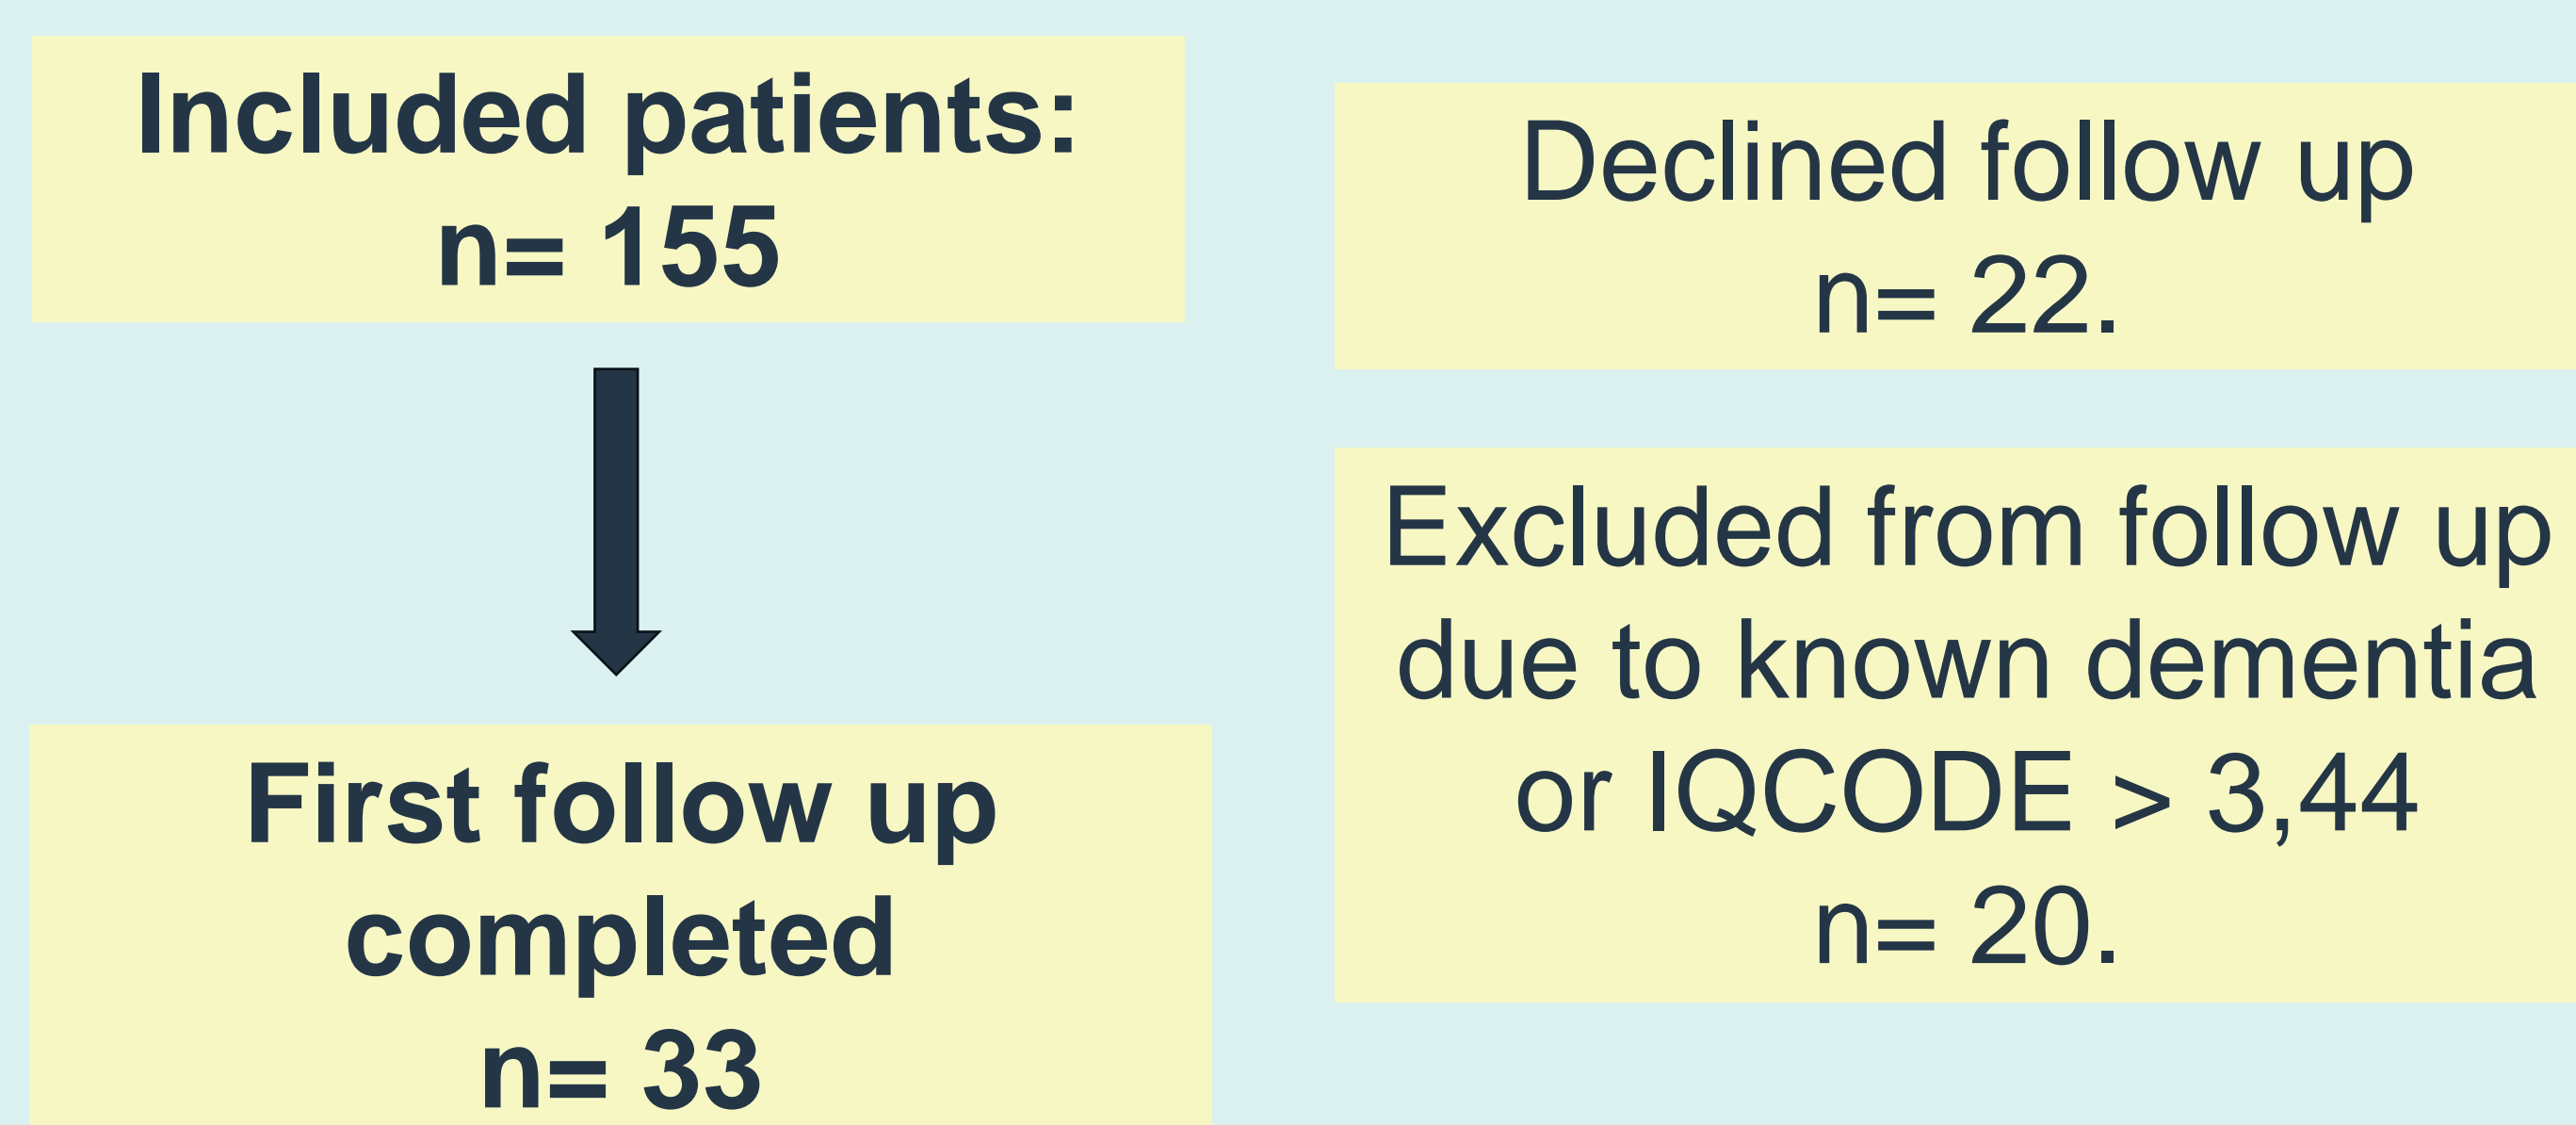 Included patients:
n= 155
Declined follow up
n= 22.
Excluded from follow up
due to known dementia
or IQCODE > 3,44
n= 20.
First follow up
completed
n= 33